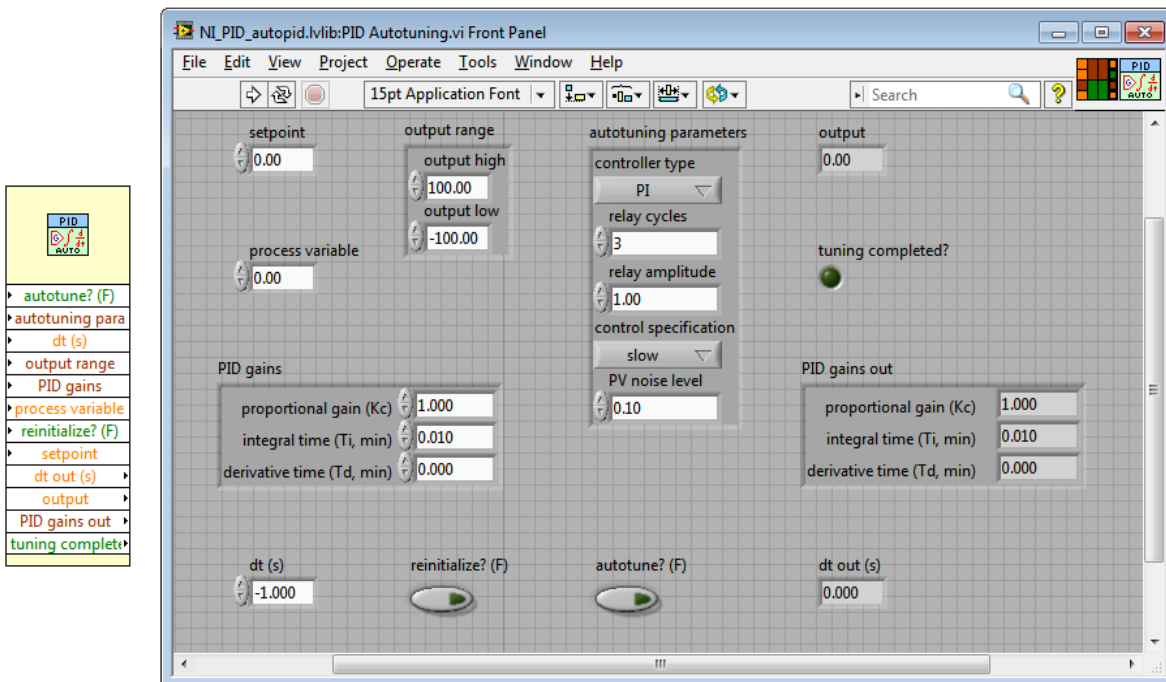 PID
AUTO
autotune? (F)
autotuning para
dt (s)
output range
PID gains
process variable
reinitialize? (F)
setpoint
dt out (s)
output
PID gains out
tuning complete
NI_PID_autopid.lvlib:PID Autotuning.vi Front Panel
File Edit View Project Operate Tools Window Help
15pt Application Font
Search
PID
AUTO
setpoint
0.00
output range
output high
100.00
output low
-100.00
process variable
0.00
autotuning parameters
controller type
PI
relay cycles
3
relay amplitude
1.00
control specification
slow
PV noise level
0.10
output
0.00
tuning completed?
PID gains
proportional gain (Kc) 1.000
integral time (Ti, min) 0.010
derivative time (Td, min) 0.000
PID gains out
proportional gain (Kc) 1.000
integral time (Ti, min) 0.010
derivative time (Td, min) 0.000
dt (s)
-1.000
reinitialize? (F)
autotune? (F)
dt out (s)
0.000